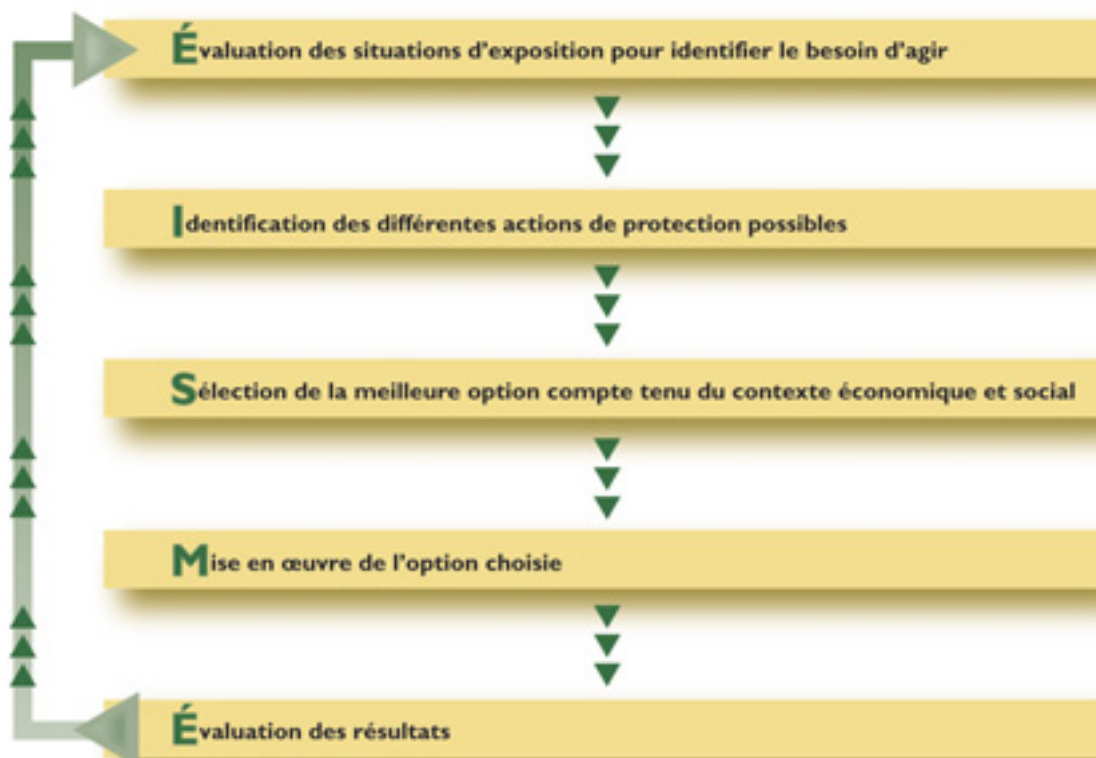 Évaluation des situations d'exposition pour identifier le besoin d'agir
Identification des différentes actions de protection possibles
Sélection de la meilleure option compte tenu du contexte économique et social
Mise en œuvre de l'option choisie
Évaluation des résultats